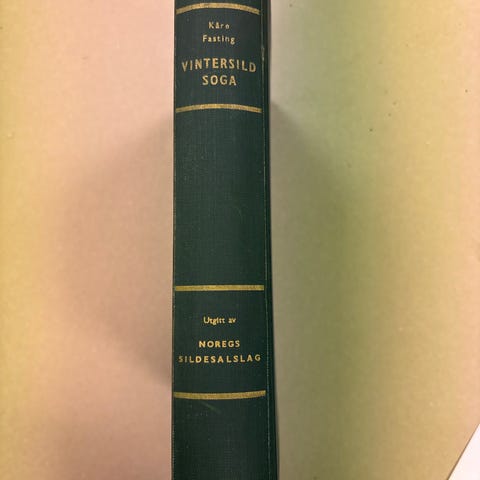 Kåre
Fasting
VINTERSILD
SOGA
Utgitt av
NOREGS
SILDESALSLAG